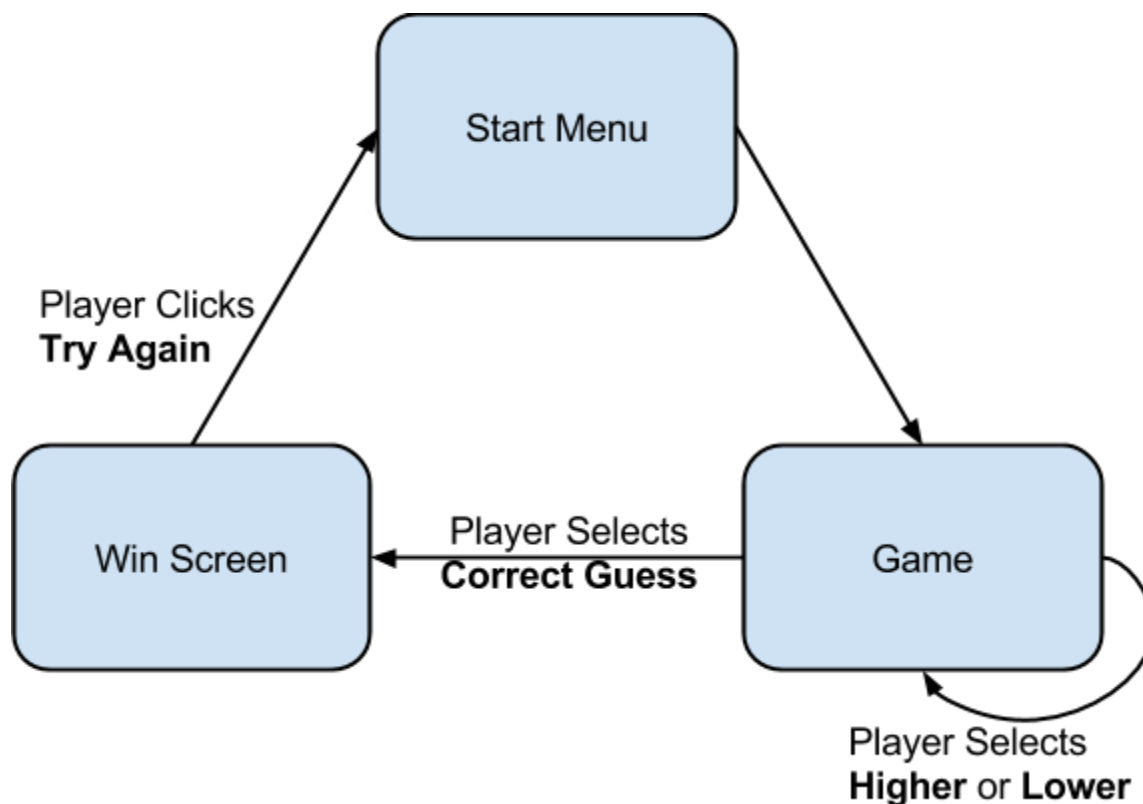 Start Menu
Player Clicks
Try Again
Win Screen
Player Selects
Correct Guess
Game
Player Selects
Higher or Lower